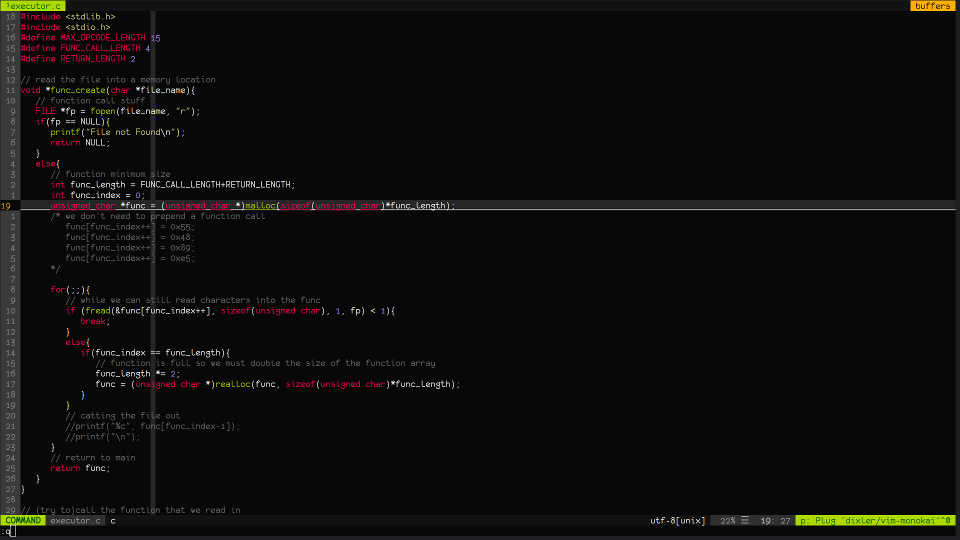 ¹executor.c buffers
18 #include <stdlib.h>
17 #include <stdio.h>
16 #define MAX_OPCODE_LENGTH 15
15 #define FUNC_CALL_LENGTH 4
14 #define RETURN_LENGTH 2
13
12 // read the file into a memory location
11 void *func_create(char *file_name){
10 // function call stuff
9 FILE *fp = fopen(file_name, "r");
8 if(fp == NULL){
7 printf("File not Found\n");
6 return NULL;
5 }
4 else{
3 // function minimum size
2 int func_length = FUNC_CALL_LENGTH+RETURN_LENGTH;
1 int func_index = 0;
19 unsigned char *func = (unsigned char *)malloc(sizeof(unsigned char)*func_length);
1 /* we don't need to prepend a function call
2 func[func_index++] = 0x55;
3 func[func_index++] = 0x48;
4 func[func_index++] = 0x89;
5 func[func_index++] = 0xe5;
6 */
7
8 for(;;){
9 // while we can still read characters into the func
10 if (fread(&func[func_index++], sizeof(unsigned char), 1, fp) < 1){
11 break;
12 }
13 else{
14 if(func_index == func_length){
15 // function is full so we must double the size of the function array
16 func_length *= 2;
17 func = (unsigned char *)realloc(func, sizeof(unsigned char)*func_length);
18 }
19 }
20 // catting the file out
21 //printf("%c", func[func_index-1]);
22 //printf("\n");
23 }
24 // return to main
25 return func;
26 }
27 }
28
29 // (try to)call the function that we read in
COMMAND executor.c c utf-8[unix] 22% ☰ 19: 27 p: Plug 'dixler/vim-monokai'^@
:q